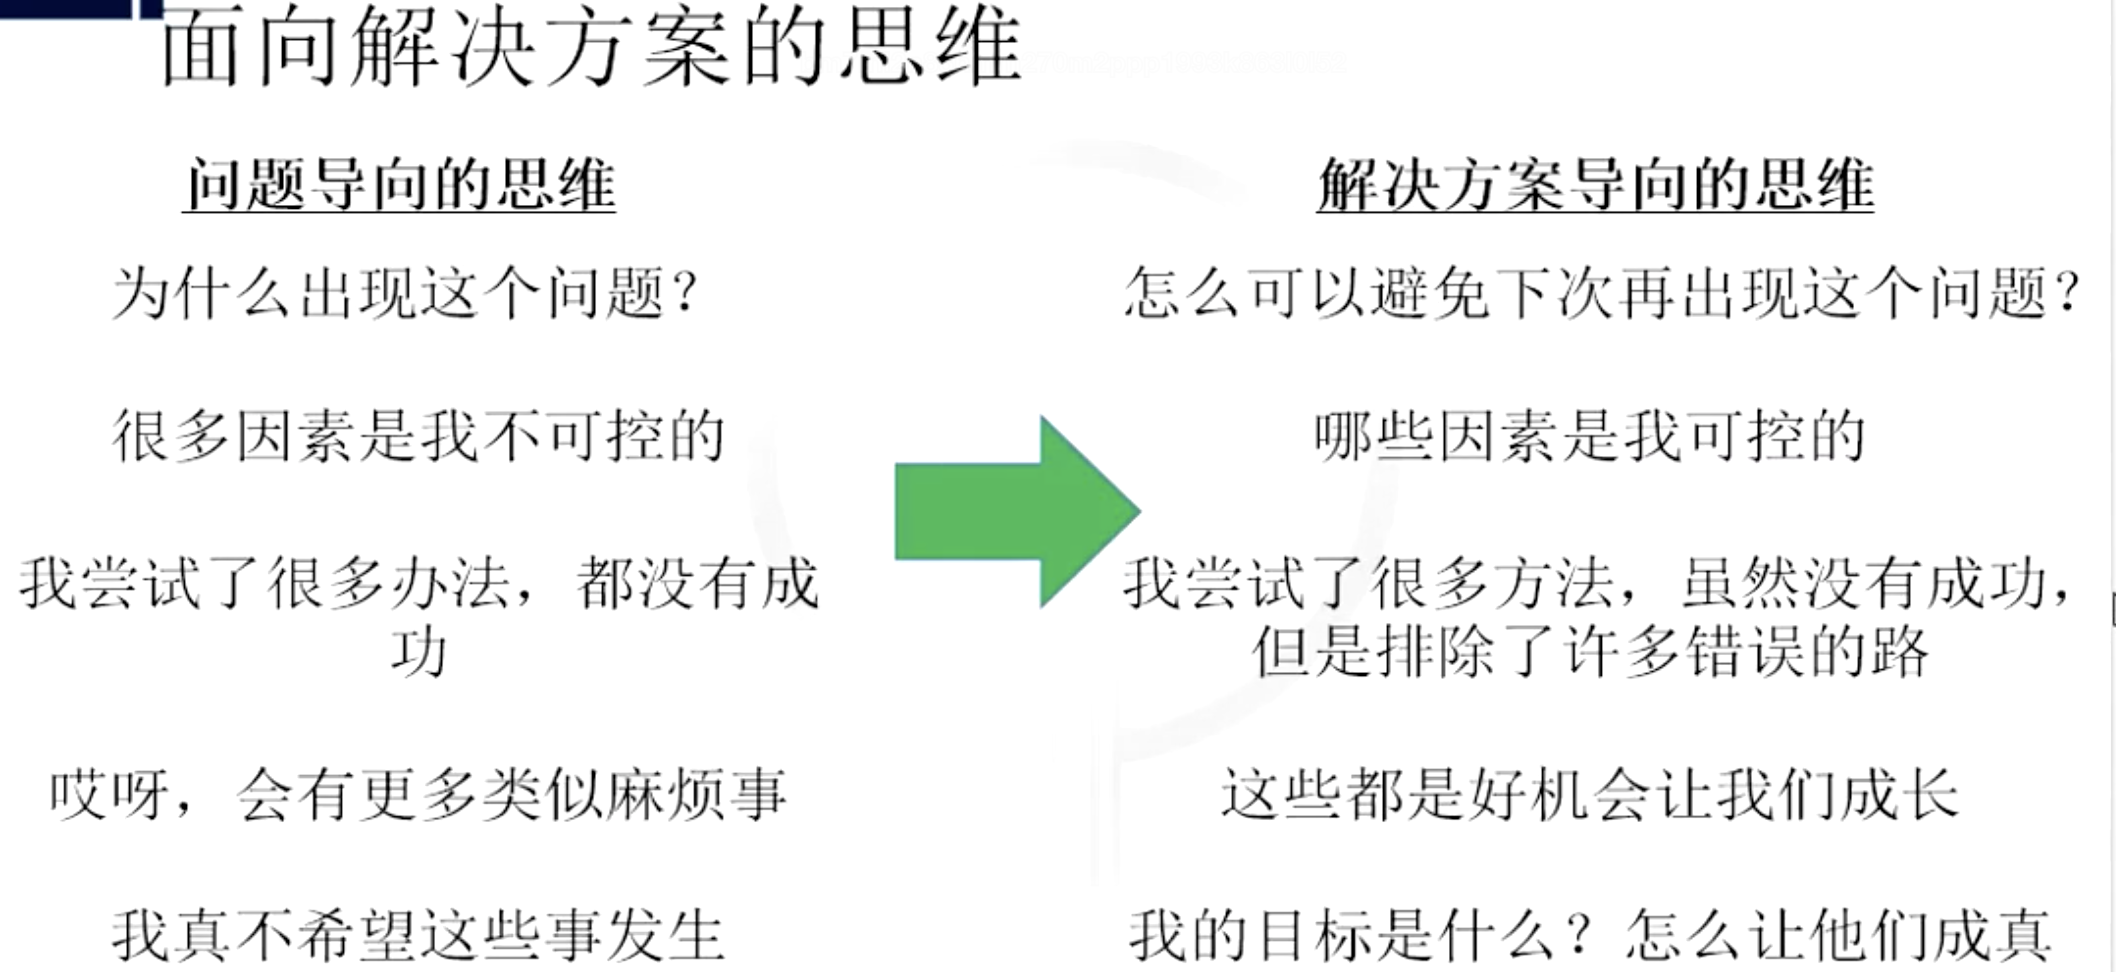 面向解决方案的思维
问题导向的思维
为什么出现这个问题？
很多因素是我不可控的
我尝试了很多办法，都没有成
功
哎呀，会有更多类似麻烦事
我真不希望这些事发生
解决方案导向的思维
怎么可以避免下次再出现这个问题？
哪些因素是我可控的
我尝试了很多方法，虽然没有成功，
但是排除了许多错误的路
这些都是好机会让我们成长
我的目标是什么？怎么让他们成真